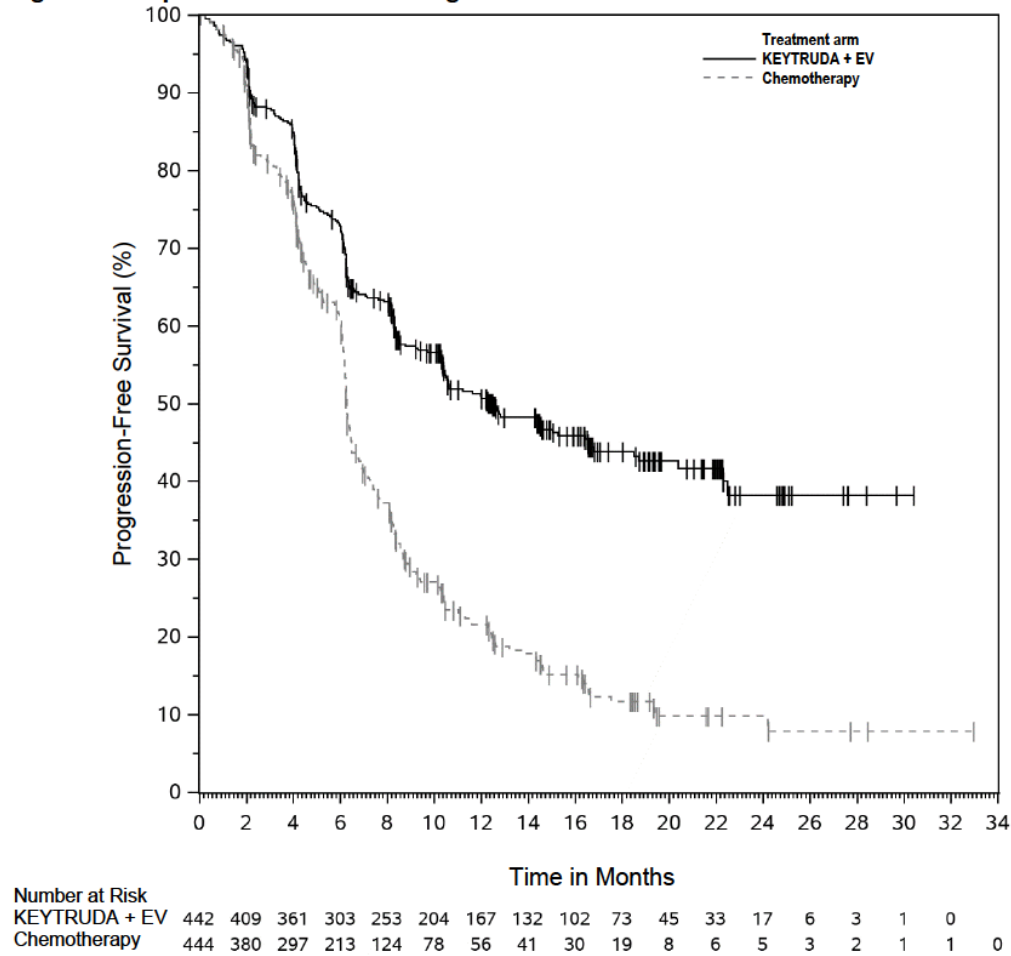 100
Treatment arm
KEYTRUDA + EV
Chemotherapy
90
80
70
60
50
40
30
20
10
0
Progression-Free Survival (%)
0 2 4 6 8 10 12 14 16 18 20 22 24 26 28 30 32 34
Time in Months
Number at Risk
KEYTRUDA + EV 442 409 361 303 253 204 167 132 102 73 45 33 17 6 3 1 0
Chemotherapy 444 380 297 213 124 78 56 41 30 19 8 6 5 3 2 1 1 0